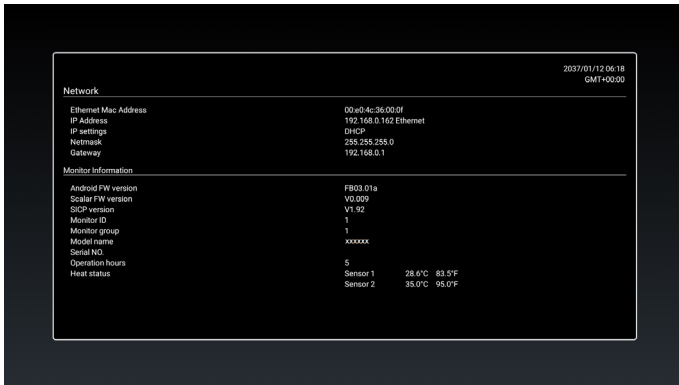 2037/01/12 06:18
GMT+00:00
Network
Ethernet Mac Address 00:e0:4c:36:00:0f
IP Address 192.168.0.162 Ethernet
IP settings DHCP
Netmask 255.255.255.0
Gateway 192.168.0.1
Monitor Information
Android FW version FB03.01a
Scalar FW version V0.009
SICP version V1.92
Monitor ID 1
Monitor group 1
Model name xxxxxx
Serial NO.
Operation hours 5
Heat status Sensor 1 28.6°C 83.5°F
Sensor 2 35.0°C 95.0°F